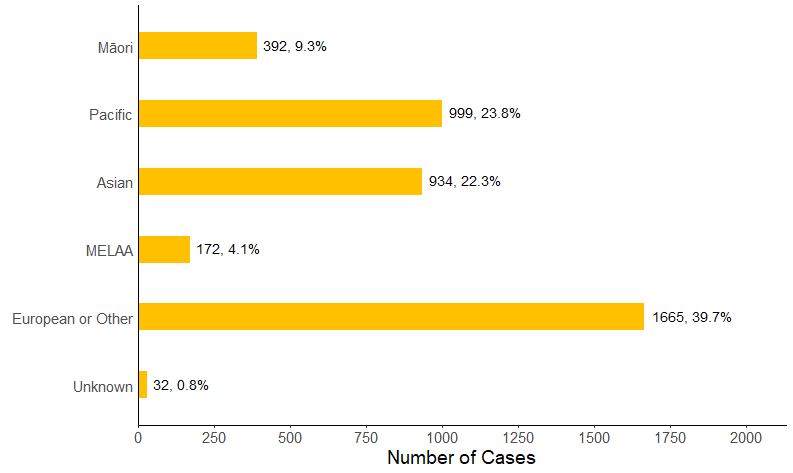 Māori 392, 9.3%
Pacific 999, 23.8%
Asian 934, 22.3%
MELAA 172, 4.1%
European or Other 1665, 39.7%
Unknown 32, 0.8%
0 250 500 750 1000 1250 1500 1750 2000
Number of Cases